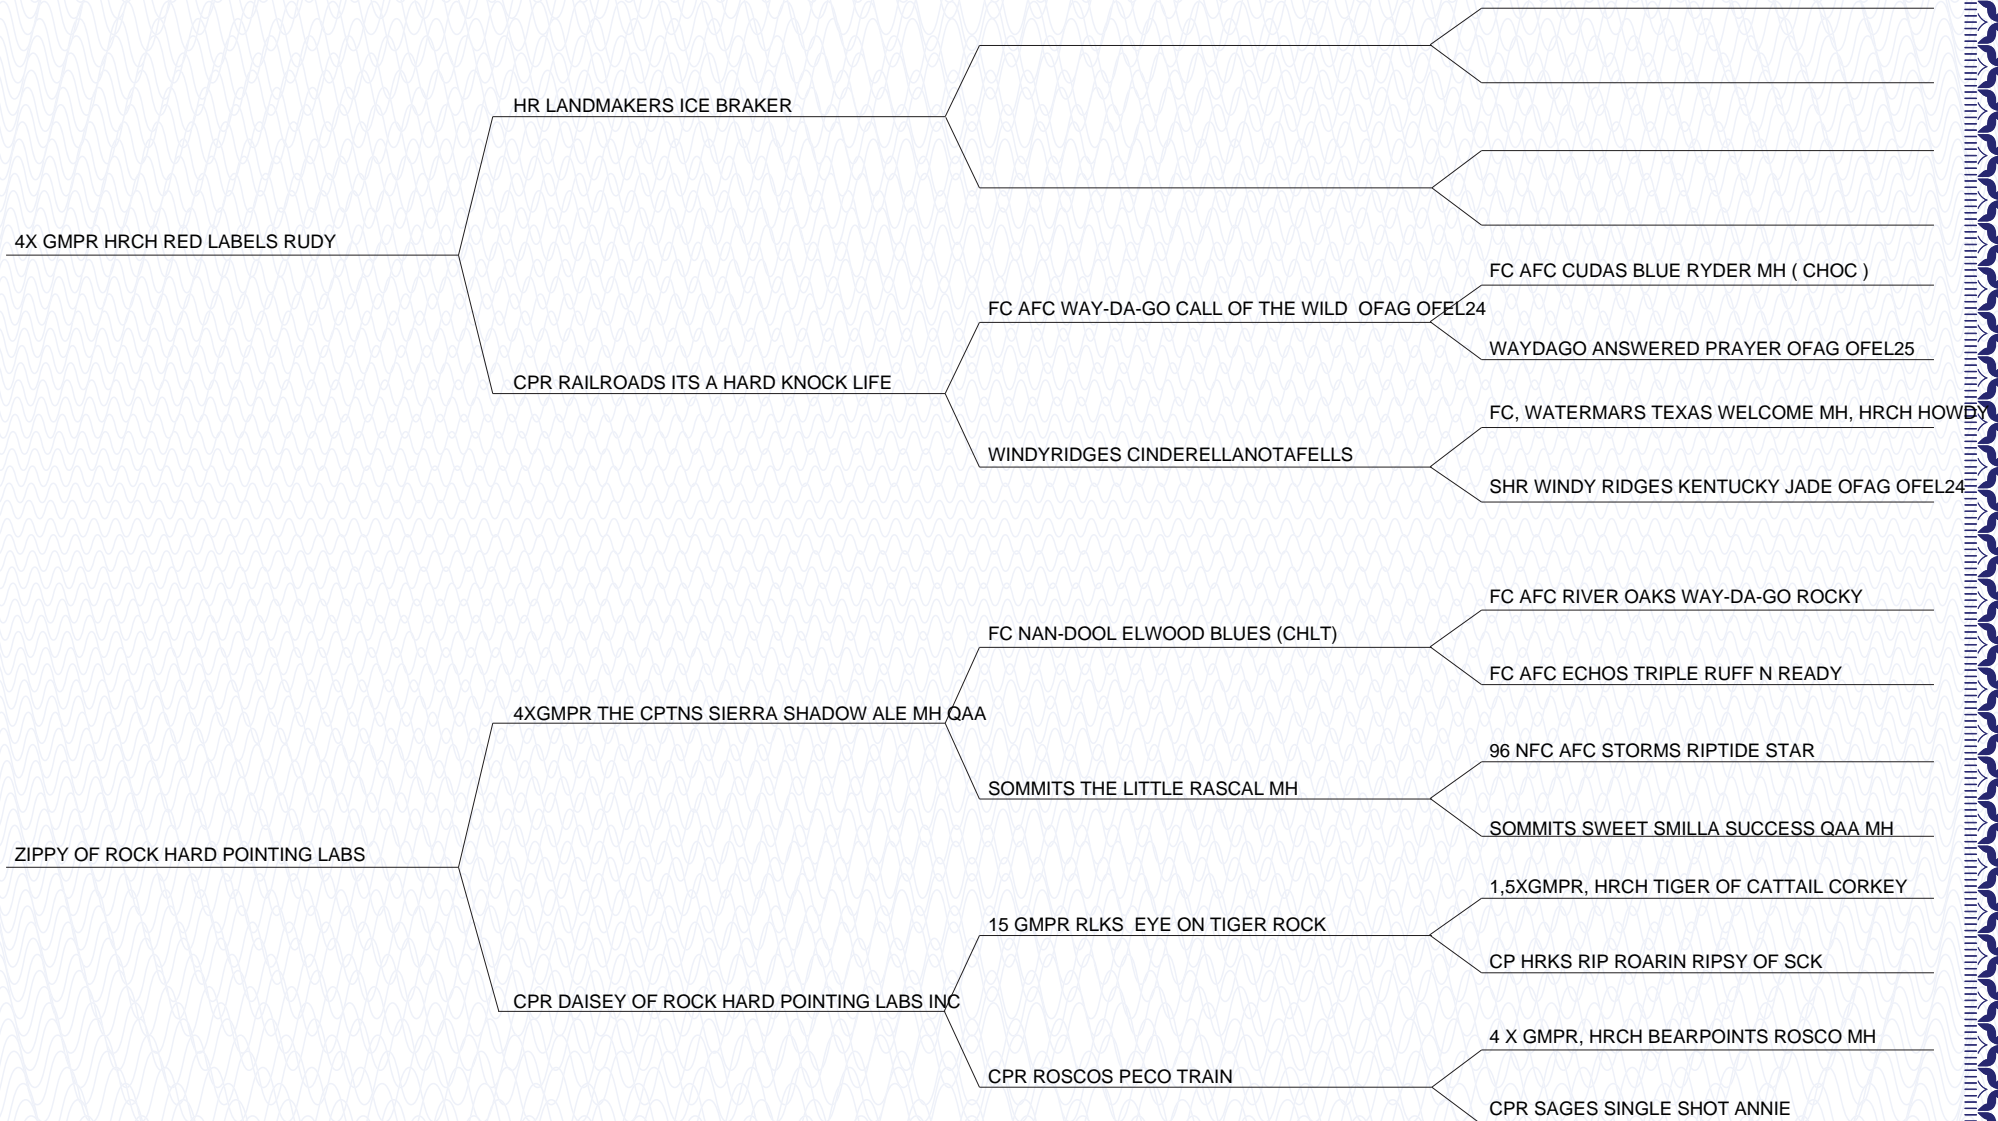 HR LANDMAKERS ICE BRAKER
4X GMPR HRCH RED LABELS RUDY
FC AFC CUDAS BLUE RYDER MH ( CHOC )
FC AFC WAY-DA-GO CALL OF THE WILD  OFAG OFEL24
WAYDAGO ANSWERED PRAYER OFAG OFEL25
CPR RAILROADS ITS A HARD KNOCK LIFE
FC, WATERMARS TEXAS WELCOME MH, HRCH HOWDY
WINDYRIDGES CINDERELLANOTAFELLS
SHR WINDY RIDGES KENTUCKY JADE OFAG OFEL24
FC AFC RIVER OAKS WAY-DA-GO ROCKY
FC NAN-DOOL ELWOOD BLUES (CHLT)
FC AFC ECHOS TRIPLE RUFF N READY
4XGMPR THE CPTNS SIERRA SHADOW ALE MH QAA
96 NFC AFC STORMS RIPTIDE STAR
SOMMITS THE LITTLE RASCAL MH
SOMMITS SWEET SMILLA SUCCESS QAA MH
ZIPPY OF ROCK HARD POINTING LABS
1,5XGMPR, HRCH TIGER OF CATTAIL CORKEY
15 GMPR RLKS  EYE ON TIGER ROCK
CP HRKS RIP ROARIN RIPSY OF SCK
CPR DAISEY OF ROCK HARD POINTING LABS INC
4 X GMPR, HRCH BEARPOINTS ROSCO MH
CPR ROSCOS PECO TRAIN
CPR SAGES SINGLE SHOT ANNIE